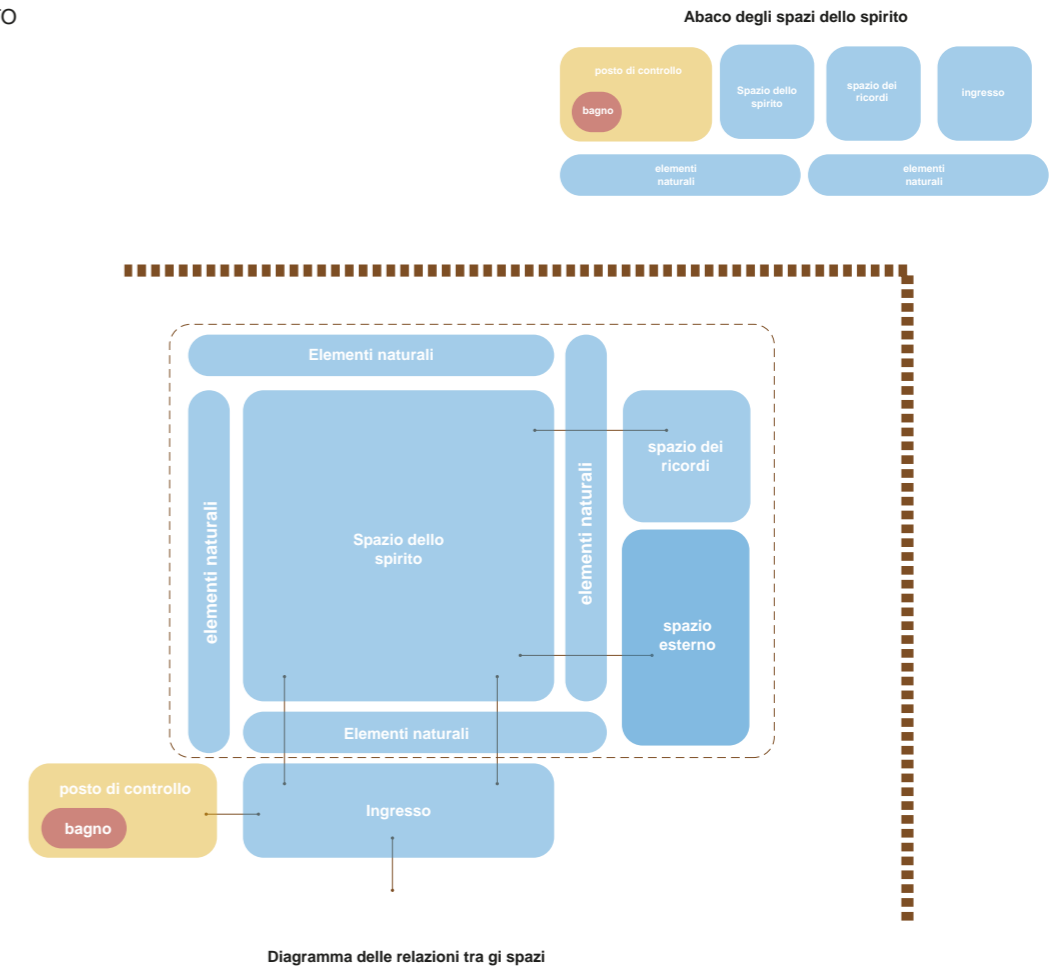 TO
Abaco degli spazi dello spirito
posto di controllo
bagno
Spazio dello
spirito
spazio dei
ricordi
ingresso
elementi
naturali
elementi
naturali
Elementi naturali
elementi naturali
Spazio dello
spirito
elementi naturali
spazio dei
ricordi
spazio
esterno
Elementi naturali
posto di controllo
bagno
Ingresso
Diagramma delle relazioni tra gi spazi